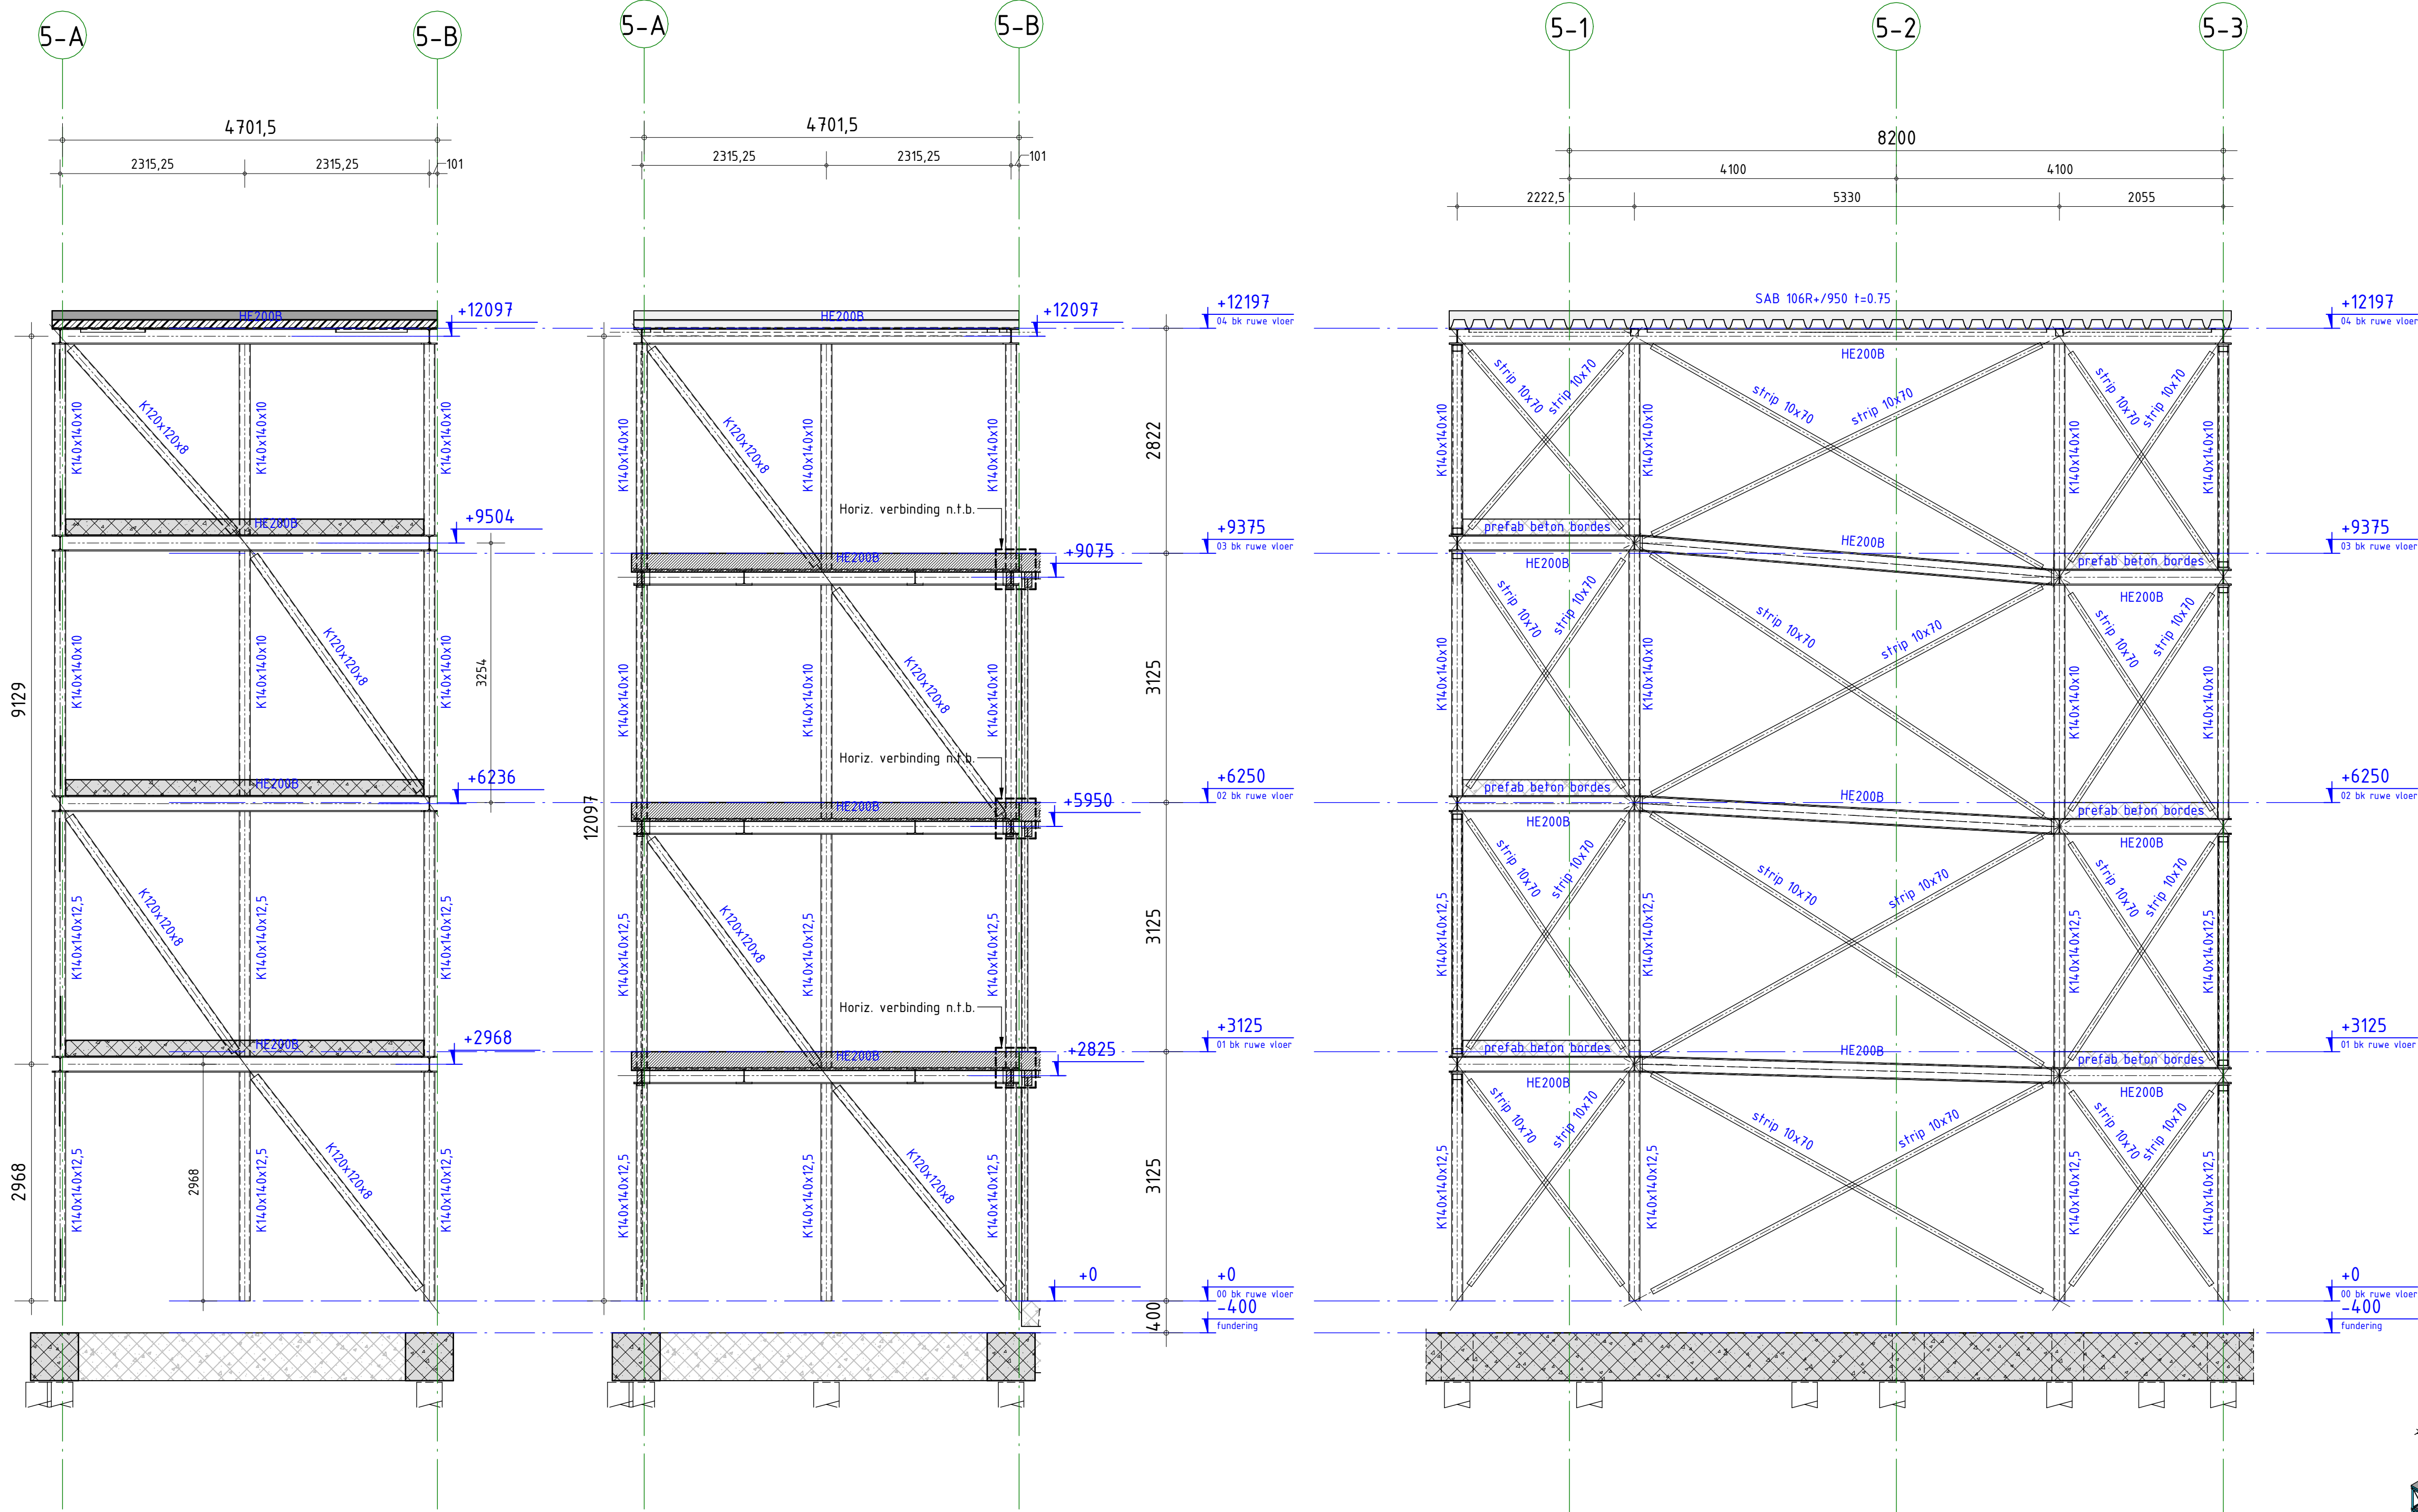 5-A
5-B
4701,5
2315,25
2315,25
101
HE200B
+12097
K120x120x8
K140x140x10
K140x140x10
K140x140x10
HE200B
+9504
K140x140x10
K140x140x10
K120x120x8
K140x140x10
3254
9129
HE200B
+6236
K140x140x12,5
K120x120x8
K140x140x12,5
K140x140x12,5
HE200B
+2968
2968
K140x140x12,5
2968
K140x140x12,5
K120x120x8
K140x140x12,5
5-A
5-B
4701,5
2315,25
2315,25
101
HE200B
+12097
K140x140x10
K120x120x8
K140x140x10
K140x140x10
Horiz. verbinding n.t.b.
HE200B
+9075
K140x140x10
K140x140x10
K120x120x8
K140x140x10
Horiz. verbinding n.t.b.
12097
HE200B
+5950
K140x140x12,5
K120x120x8
K140x140x12,5
K140x140x12,5
Horiz. verbinding n.t.b.
HE200B
+2825
K140x140x12,5
K140x140x12,5
K120x120x8
K140x140x12,5
+0
2822
3125
3125
3125
400
+12197
04 bk ruwe vloer
+9375
03 bk ruwe vloer
+6250
02 bk ruwe vloer
+3125
01 bk ruwe vloer
+0
00 bk ruwe vloer
-400
fundering
5-1
5-2
5-3
8200
4100
4100
2222,5
5330
2055
SAB 106R+/950 t=0.75
HE200B
K140x140x10
strip 10x70
strip 10x70
K140x140x10
strip 10x70
strip 10x70
K140x140x10
strip 10x70
strip 10x70
K140x140x10
prefab beton bordes
HE200B
HE200B
prefab beton bordes
HE200B
K140x140x10
strip 10x70
strip 10x70
K140x140x10
strip 10x70
strip 10x70
K140x140x10
strip 10x70
strip 10x70
K140x140x10
prefab beton bordes
HE200B
HE200B
prefab beton bordes
HE200B
K140x140x12,5
strip 10x70
strip 10x70
K140x140x12,5
strip 10x70
strip 10x70
K140x140x12,5
strip 10x70
strip 10x70
K140x140x12,5
prefab beton bordes
HE200B
HE200B
prefab beton bordes
HE200B
K140x140x12,5
strip 10x70
strip 10x70
K140x140x12,5
strip 10x70
strip 10x70
K140x140x12,5
strip 10x70
strip 10x70
K140x140x12,5
+12197
04 bk ruwe vloer
+9375
03 bk ruwe vloer
+6250
02 bk ruwe vloer
+3125
01 bk ruwe vloer
+0
00 bk ruwe vloer
-400
fundering